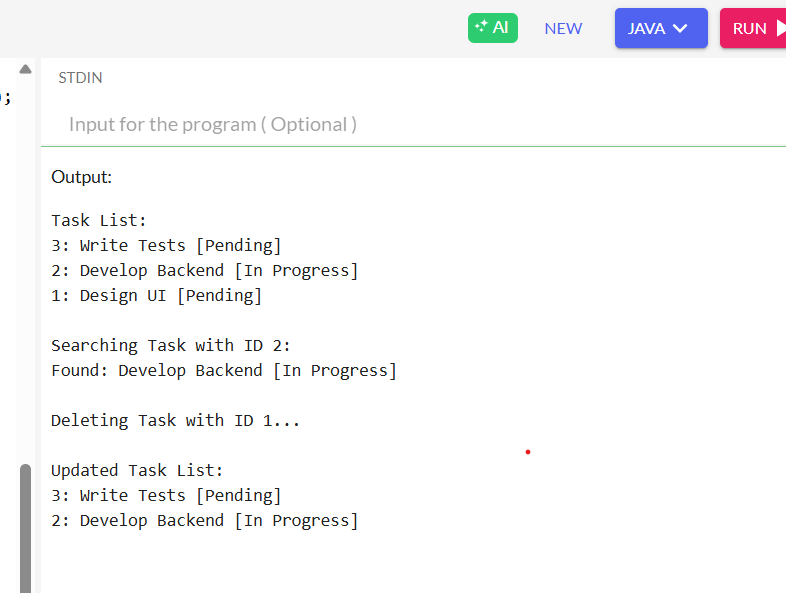 AI
NEW
JAVA
RUN
;
STDIN
Input for the program ( Optional )
Output:
Task List:
3: Write Tests [Pending]
2: Develop Backend [In Progress]
1: Design UI [Pending]
Searching Task with ID 2:
Found: Develop Backend [In Progress]
Deleting Task with ID 1...
Updated Task List:
3: Write Tests [Pending]
2: Develop Backend [In Progress]